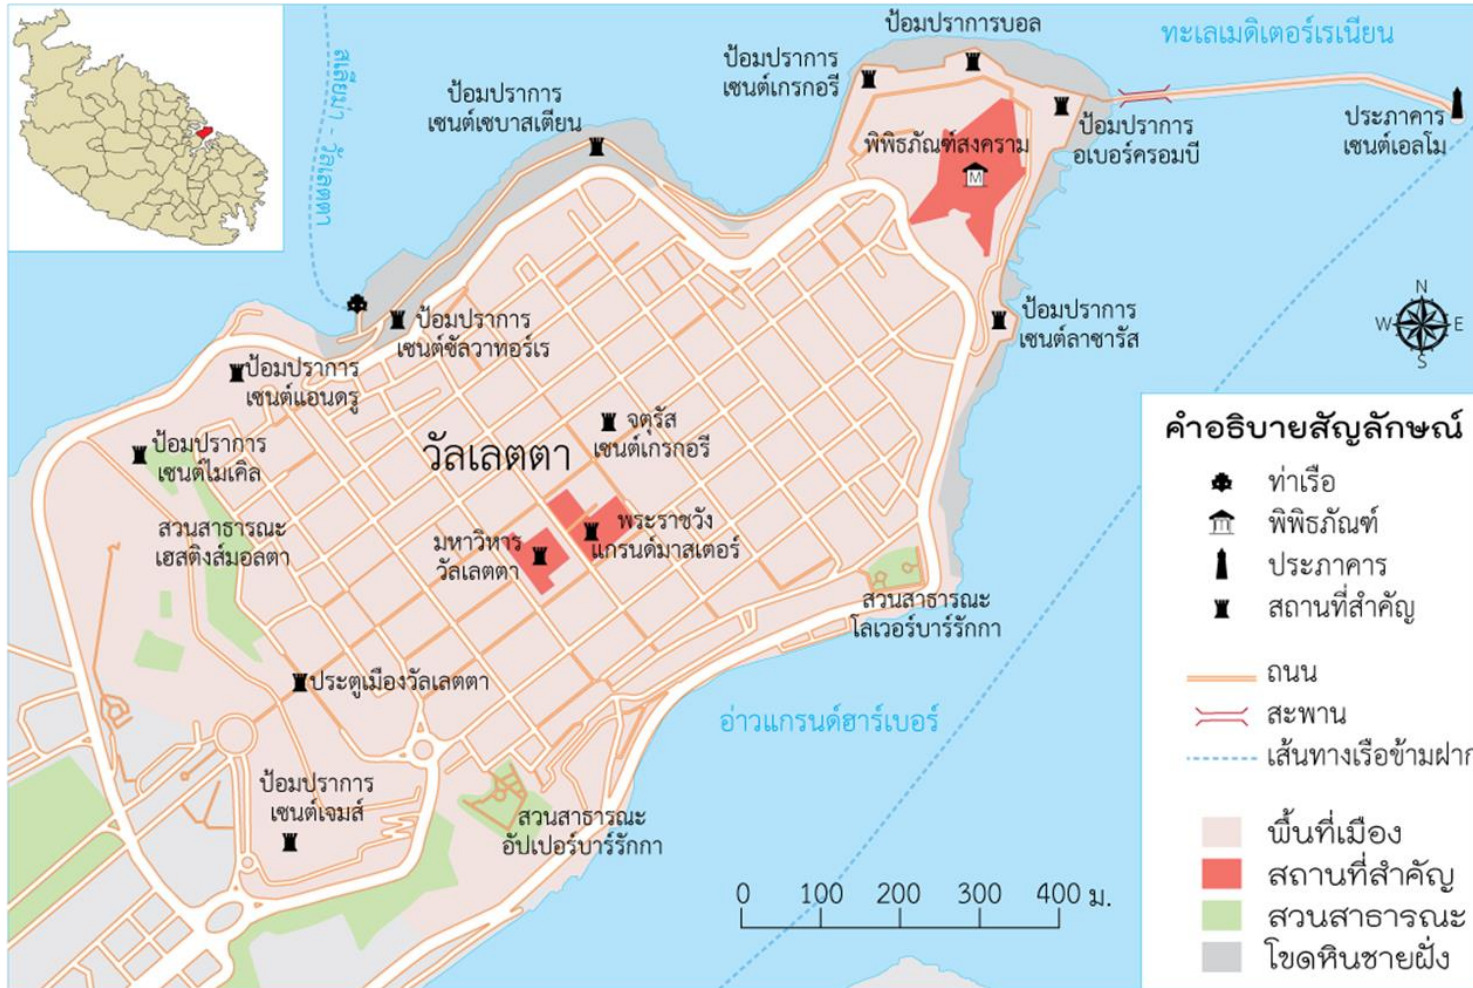 ป้อมปราการบอล
ทะเลเมดิเตอร์เรเนียน
ป้อมปราการ
เซนต์เกรกอรี
ป้อมปราการ
เซนต์เซบาสเตียน
สเลียม่า - วัลเลตตา
ประภาคาร
เซนต์เอลโม
ป้อมปราการ
อเบอร์ครอมบี
พิพิธภัณฑ์สงคราม
M
ป้อมปราการ
เซนต์ซัลวาทอร์เร
ป้อมปราการ
เซนต์ลาซารัส
N
W
E
S
ป้อมปราการ
เซนต์แอนดรู
ป้อมปราการ
เซนต์ไมเคิล
จตุรัส
เซนต์เกรกอรี
วัลเลตตา
สวนสาธารณะ
เฮสติงส์มอลตา
มหาวิหาร
วัลเลตตา
พระราชวัง
แกรนด์มาสเตอร์
สวนสาธารณะ
โลเวอร์บาร์รักกา
ประตูเมืองวัลเลตตา
อ่าวแกรนด์ฮาร์เบอร์
ป้อมปราการ
เซนต์เจมส์
สวนสาธารณะ
อัปเปอร์บาร์รักกา
0 100 200 300 400 ม.
คำอธิบายสัญลักษณ์
ท่าเรือ
พิพิธภัณฑ์
ประภาคาร
สถานที่สำคัญ
ถนน
สะพาน
เส้นทางเรือข้ามฝาก
พื้นที่เมือง
สถานที่สำคัญ
สวนสาธารณะ
โขดหินชายฝั่ง